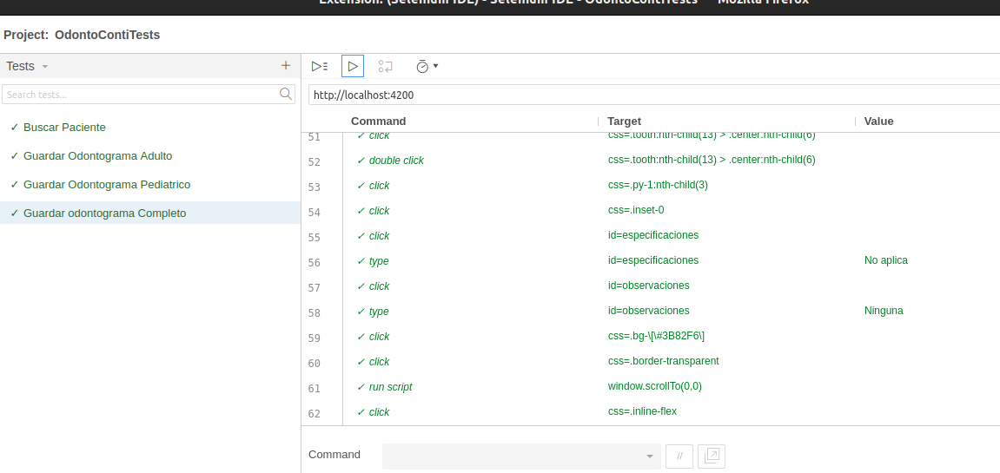 Extension: (Selenium IDE) - Selenium IDE - OdontoContiTests — Mozilla Firefox
Project: OdontoContiTests
Tests
Search tests...
✓ Buscar Paciente
✓ Guardar Odontograma Adulto
✓ Guardar Odontograma Pediatrico
✓ Guardar odontograma Completo
http://localhost:4200
Command Target Value
51 ✓ click css=.tooth:nth-child(13) > .center:nth-child(6)
52 ✓ double click css=.tooth:nth-child(13) > .center:nth-child(6)
53 ✓ click css=.py-1:nth-child(3)
54 ✓ click css=.inset-0
55 ✓ click id=especificaciones
56 ✓ type id=especificaciones No aplica
57 ✓ click id=observaciones
58 ✓ type id=observaciones Ninguna
59 ✓ click css=.bg-\[\#3B82F6\]
60 ✓ click css=.border-transparent
61 ✓ run script window.scrollTo(0,0)
62 ✓ click css=.inline-flex
Command //